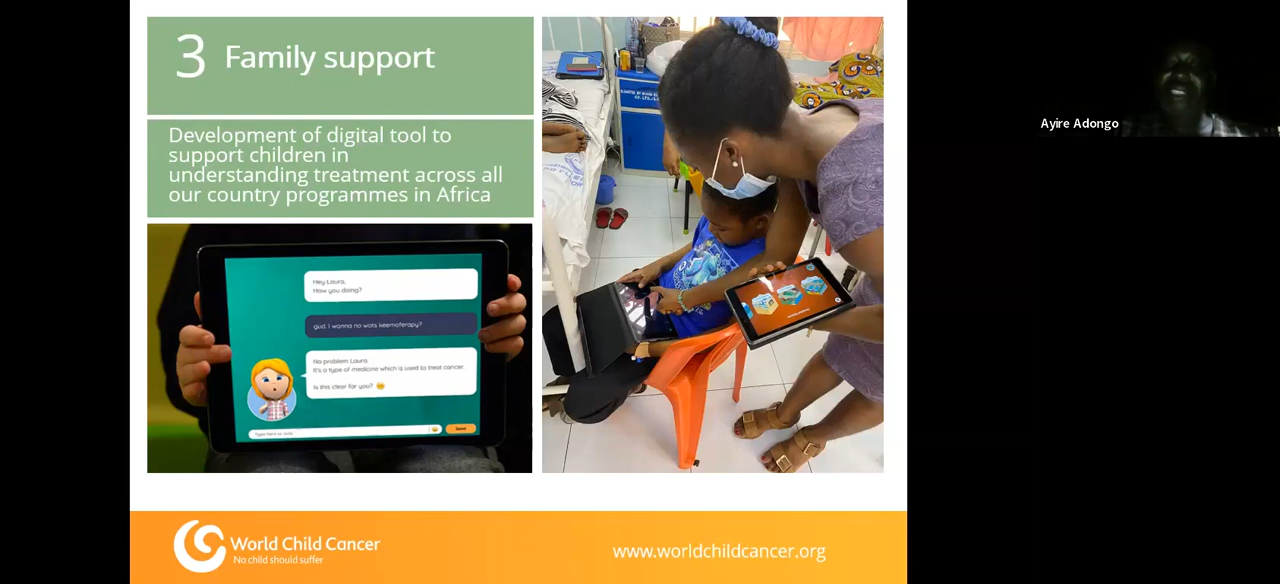 3 Family support
Development of digital tool to
support children in
understanding treatment across all
our country programmes in Africa
Hey Laura,
How you doing?
gud. I wanna no wots keemoferapy?
No problem Laura.
It's a type of medicine which is used to treat cancer.
Is this clear for you?
Send
World Child Cancer
No child should suffer
www.worldchildcancer.org
Ayire Adongo